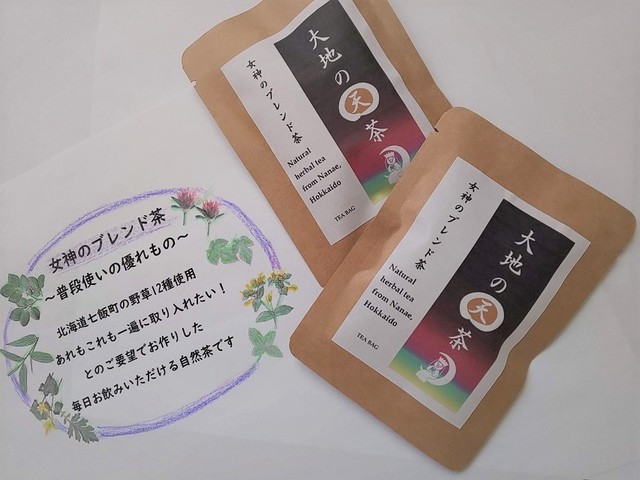 大地の天茶
女神のブレンド茶
Natural
herbal tea
from Nanae,
Hokkaido
TEA BAG
大地の天茶
女神のブレンド茶
Natural
herbal tea
from Nanae,
Hokkaido
TEA BAG
女神のブレンド茶
～普段使いの優れもの～
北海道七飯町の野草12種使用
あれもこれも一遍に取り入れたい！
とのご要望でお作りした
毎日お飲みいただける自然茶です